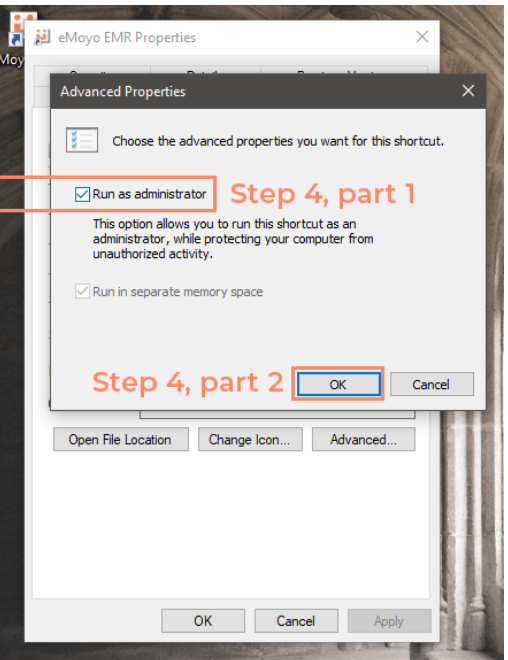 eMoyo EMR Properties
Advanced Properties
Choose the advanced properties you want for this shortcut.
Run as administrator
Step 4, part 1
This option allows you to run this shortcut as an
administrator, while protecting your computer from
unauthorized activity.
Run in separate memory space
Step 4, part 2
OK
Cancel
Open File Location
Change Icon...
Advanced...
OK
Cancel
Apply